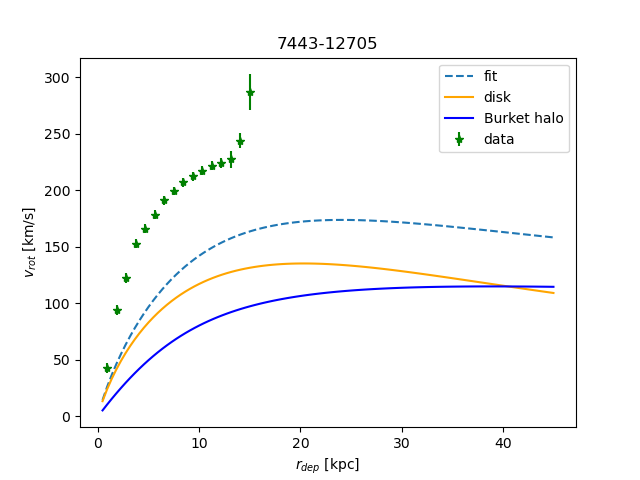 7443-12705
fit
disk
Burket halo
data
300
250
200
150
100
50
0
v_rot [km/s]
0 10 20 30 40
r_dep [kpc]